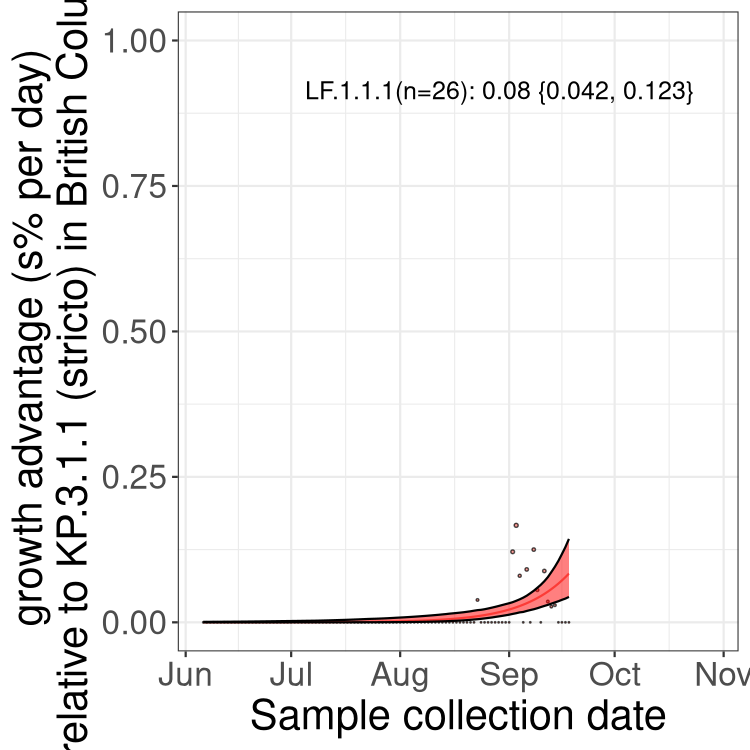 growth advantage (s% per day)
relative to KP.3.1.1 (stricto) in British Colu
1.00
0.75
0.50
0.25
0.00
LF.1.1.1(n=26): 0.08 {0.042, 0.123}
Jun Jul Aug Sep Oct Nov
Sample collection date